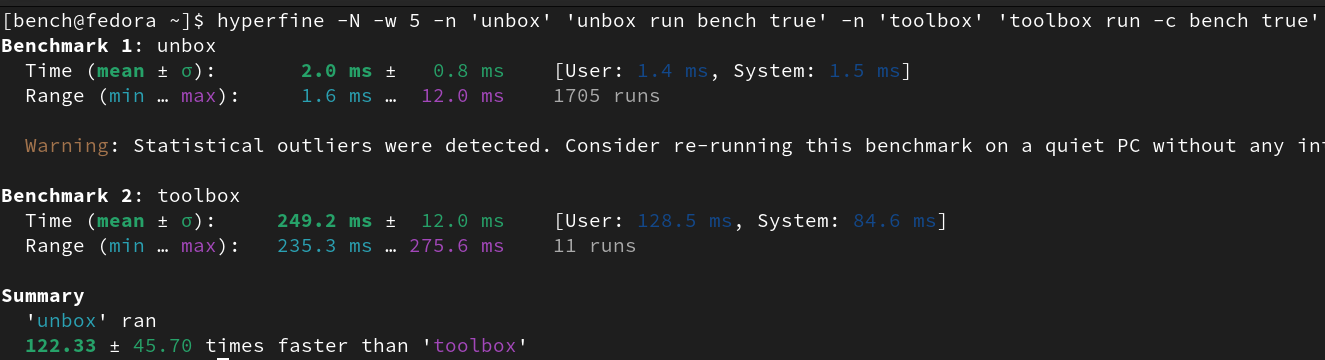 [bench@fedora ~]$ hyperfine -N -w 5 -n 'unbox' 'unbox run bench true' -n 'toolbox' 'toolbox run -c bench true'
Benchmark 1: unbox
Time (mean ± σ): 2.0 ms ± 0.8 ms [User: 1.4 ms, System: 1.5 ms]
Range (min … max): 1.6 ms … 12.0 ms 1705 runs
Warning: Statistical outliers were detected. Consider re-running this benchmark on a quiet PC without any
Benchmark 2: toolbox
Time (mean ± σ): 249.2 ms ± 12.0 ms [User: 128.5 ms, System: 84.6 ms]
Range (min … max): 235.3 ms … 275.6 ms 11 runs
Summary
'unbox' ran
122.33 ± 45.70 times faster than 'toolbox'